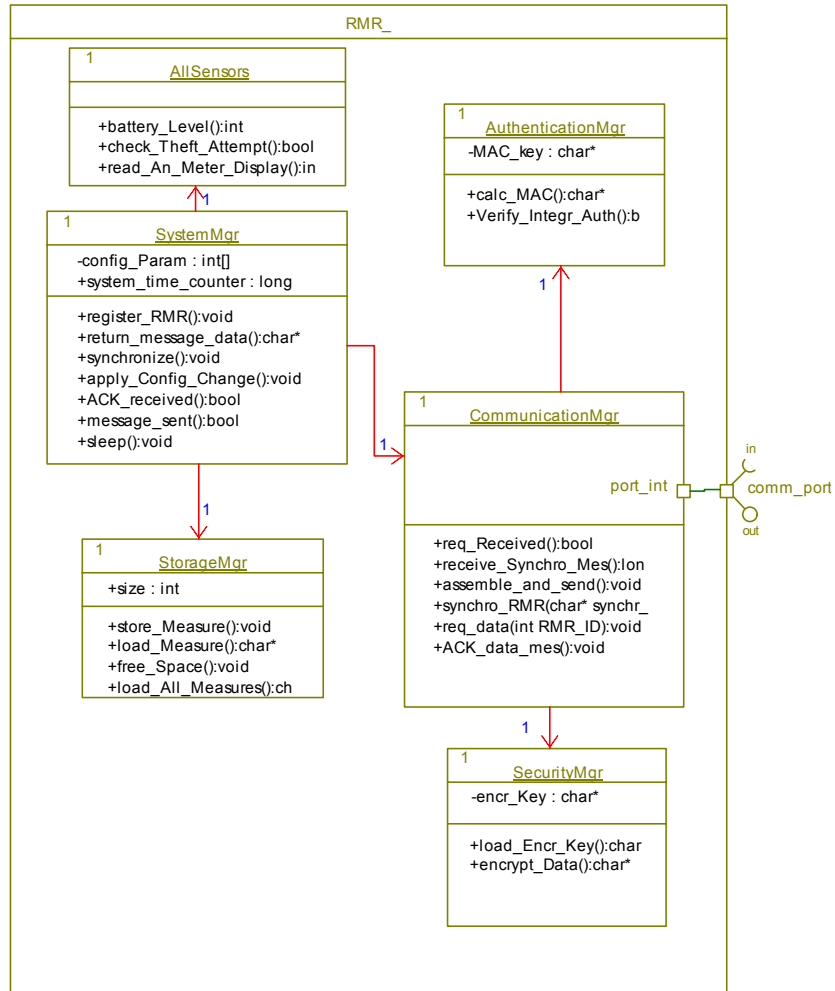 RMR_
1
AllSensors
+battery_Level():int
+check_Theft_Attempt():bool
+read_An_Meter_Display():in
1
1
AuthenticationMgr
-MAC_key : char*
+calc_MAC():char*
+Verify_Integr_Auth():b
1
1
SystemMgr
-config_Param : int[]
+system_time_counter : long
+register_RMR():void
+return_message_data():char*
+synchronize():void
+apply_Config_Change():void
+ACK_received():bool
+message_sent():bool
+sleep():void
1
1
1
CommunicationMgr
port_int
+req_Received():bool
+receive_Synchro_Mes():lon
+assemble_and_send():void
+synchro_RMR(char* synchr_
+req_data(int RMR_ID):void
+ACK_data_mes():void
in
comm_port
out
1
StorageMgr
+size : int
+store_Measure():void
+load_Measure():char*
+free_Space():void
+load_All_Measures():ch
1
1
SecurityMgr
-encr_Key : char*
+load_Encr_Key():char
+encrypt_Data():char*